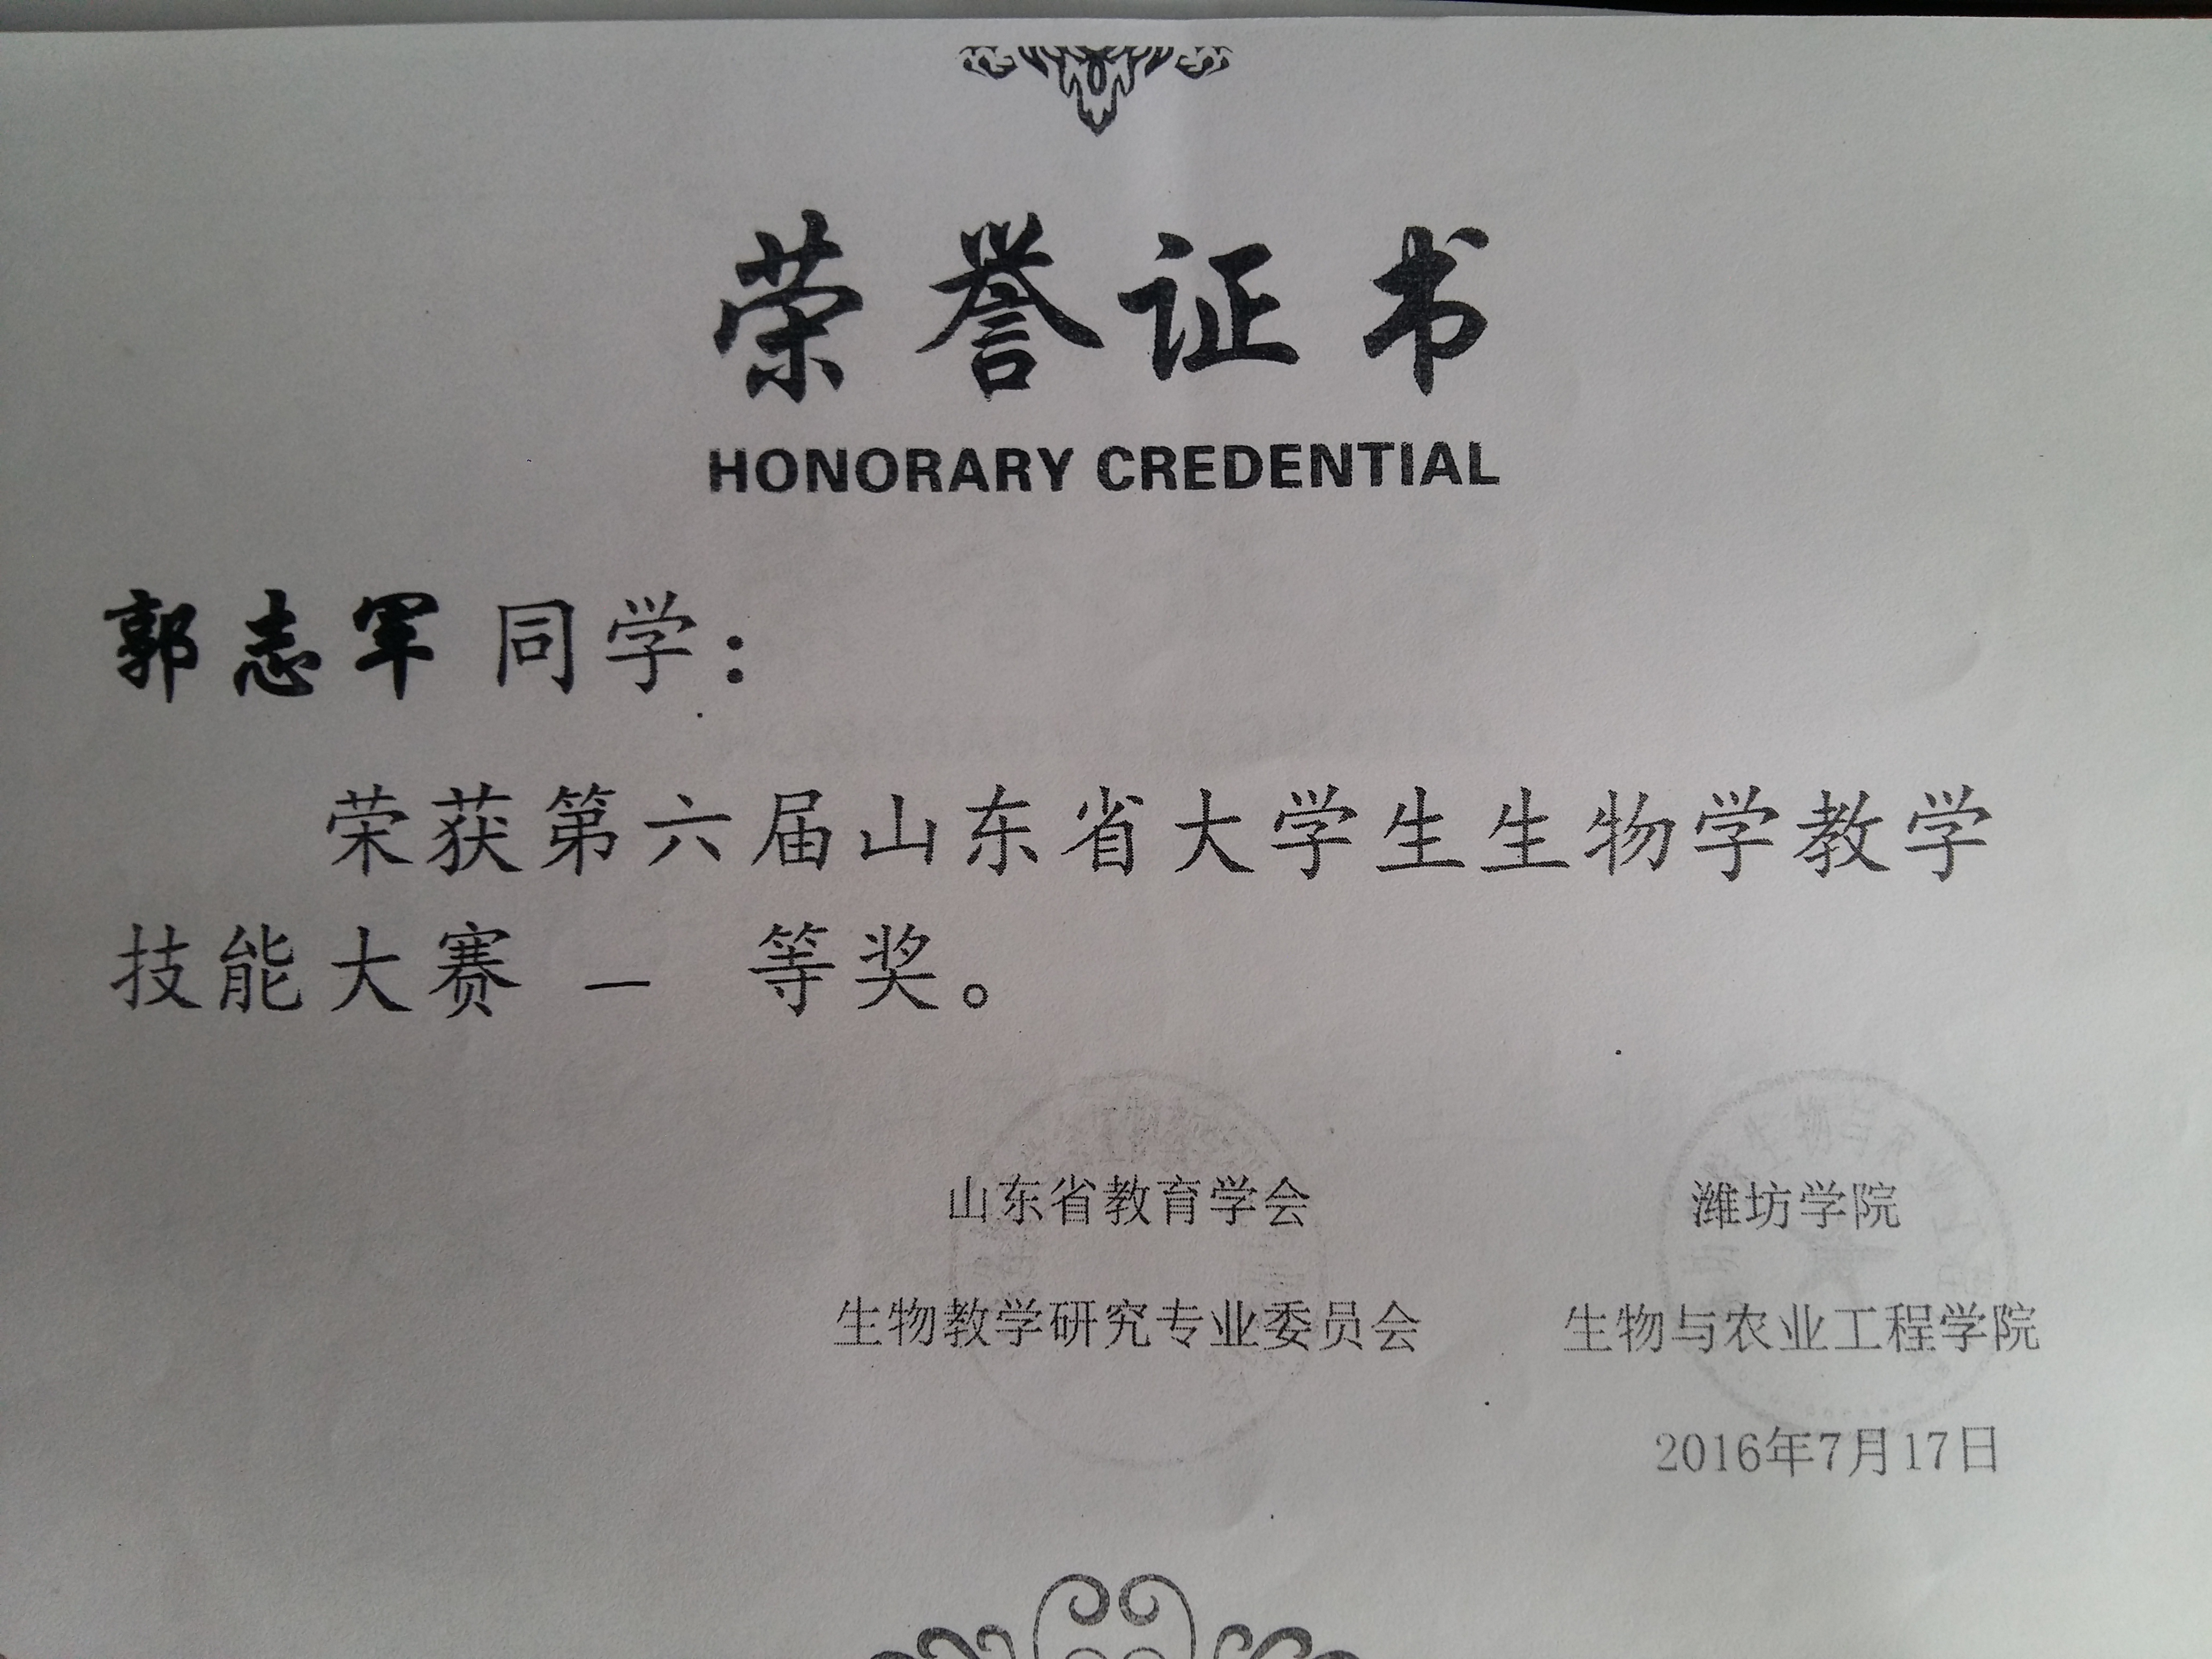 荣誉证书
HONORARY CREDENTIAL
郭志军 同学：
荣获第六届山东省大学生生物学教学
技能大赛 一 等奖。
山东省教育学会 潍坊学院
生物教学研究专业委员会 生物与农业工程学院
2016年7月17日